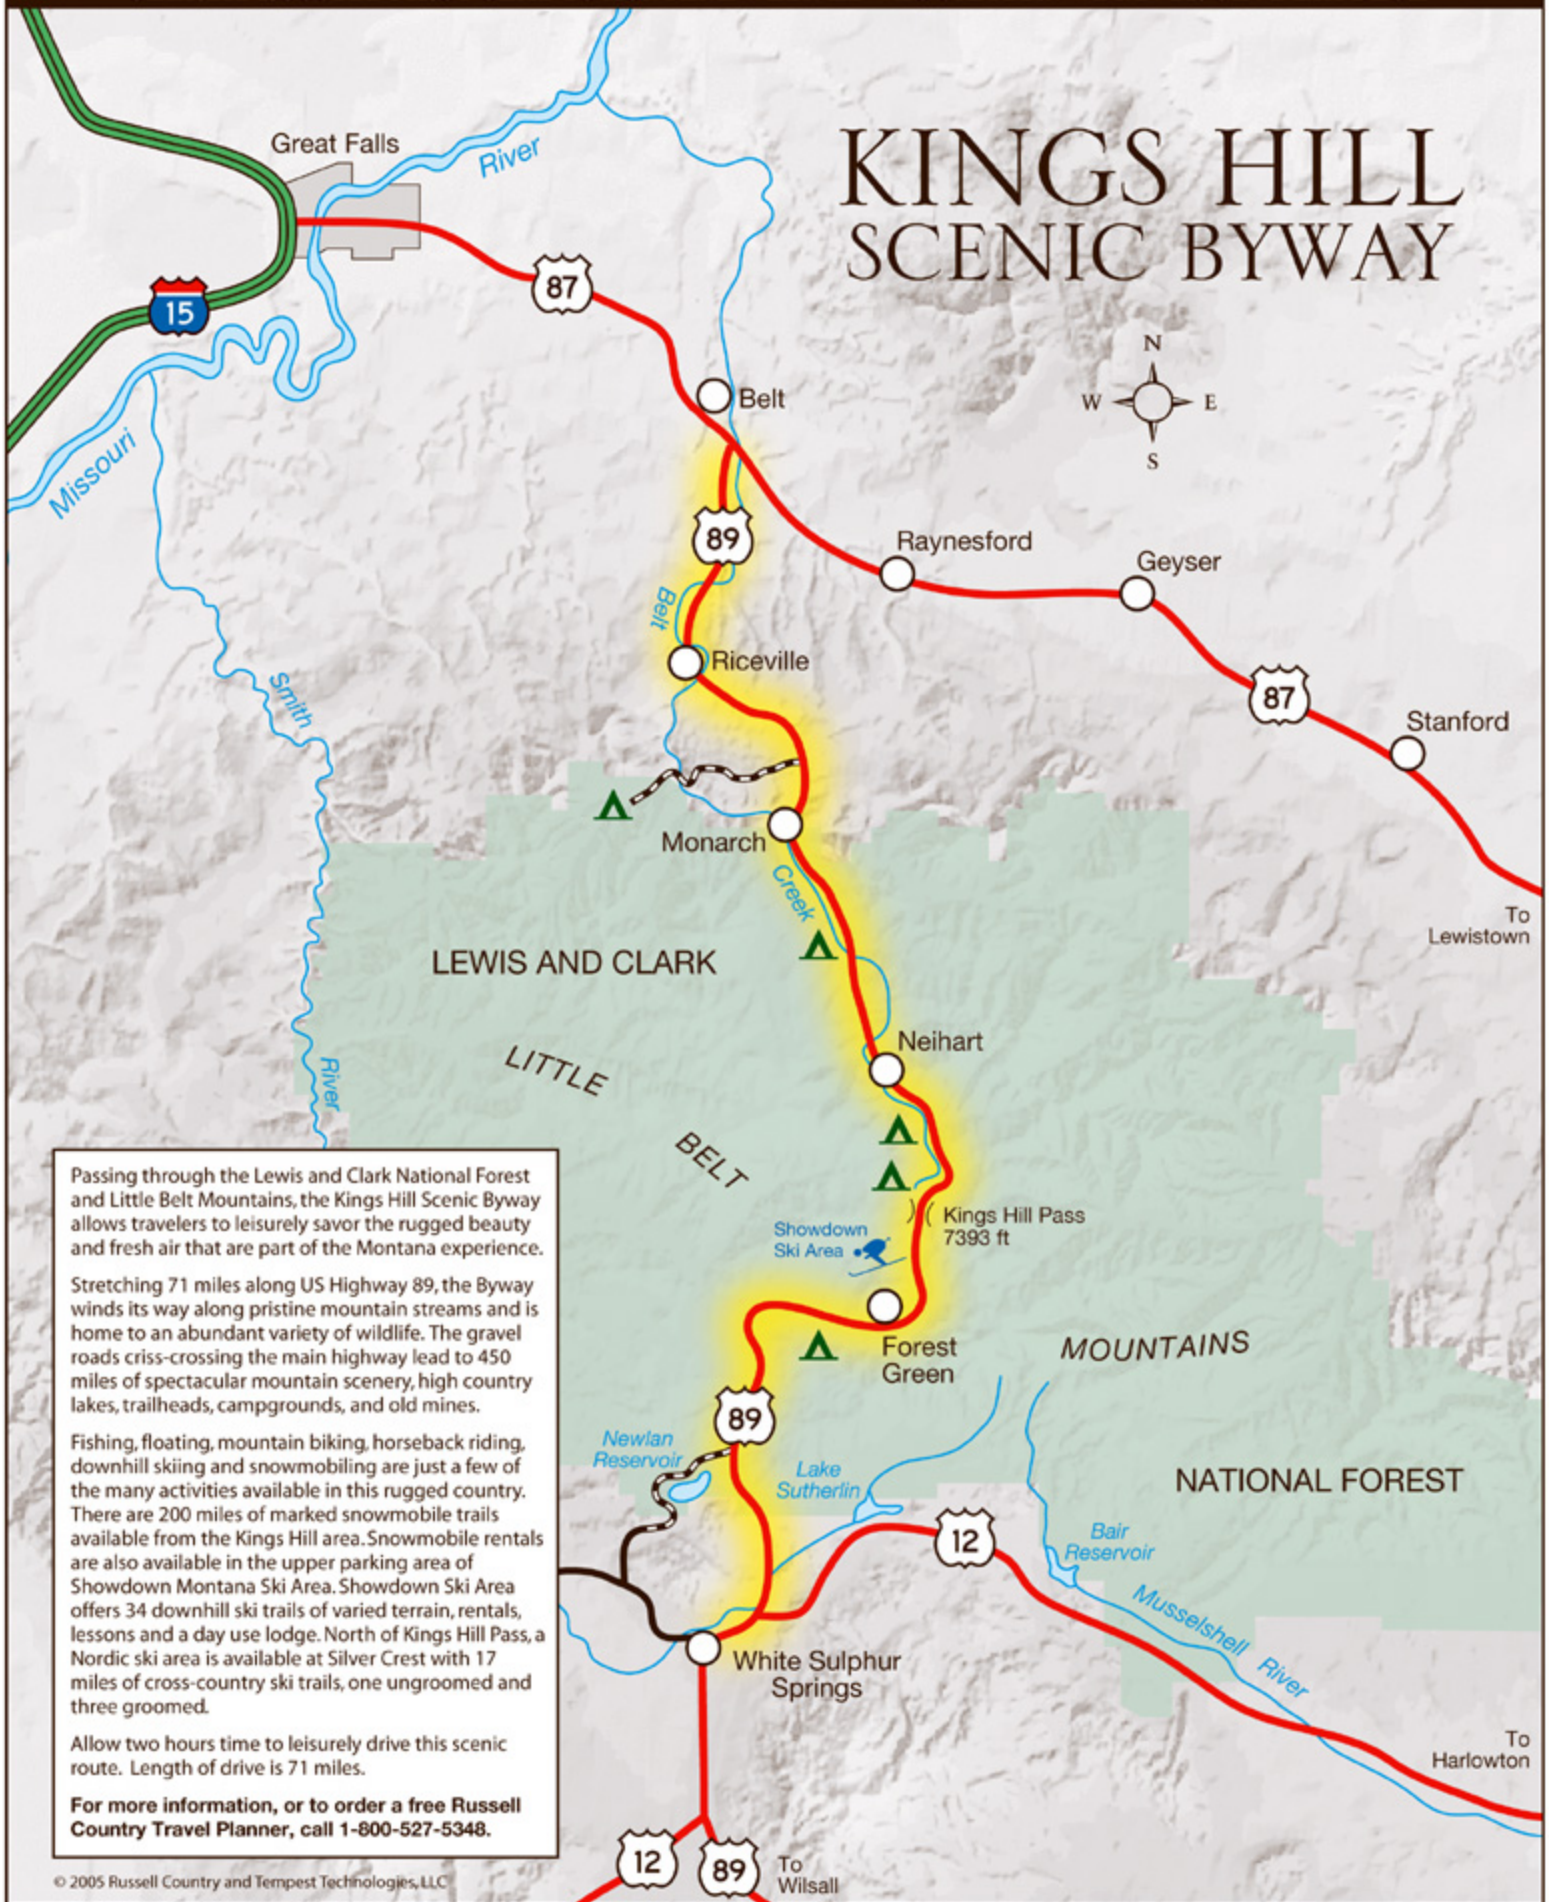 KINGS HILL
SCENIC BYWAY
Great Falls
River
87
15
N
W E
S
Belt
Missouri
89
Raynesford
Geyser
Belt
Riceville
Smith
87
Stanford
Monarch
To
Lewistown
Creek
LEWIS AND CLARK
Neihart
LITTLE
River
BELT
Kings Hill Pass
7393 ft
Showdown
Ski Area
Forest
Green
MOUNTAINS
89
Newlan
Reservoir
Lake
Sutherlin
NATIONAL FOREST
12
Bair
Reservoir
Musselshell
River
White Sulphur
Springs
To
Harlowton
12
89
To
Wilsall
Passing through the Lewis and Clark National Forest
and Little Belt Mountains, the Kings Hill Scenic Byway
allows travelers to leisurely savor the rugged beauty
and fresh air that are part of the Montana experience.
Stretching 71 miles along US Highway 89, the Byway
winds its way along pristine mountain streams and is
home to an abundant variety of wildlife. The gravel
roads criss-crossing the main highway lead to 450
miles of spectacular mountain scenery, high country
lakes, trailheads, campgrounds, and old mines.
Fishing, floating, mountain biking, horseback riding,
downhill skiing and snowmobiling are just a few of
the many activities available in this rugged country.
There are 200 miles of marked snowmobile trails
available from the Kings Hill area. Snowmobile rentals
are also available in the upper parking area of
Showdown Montana Ski Area. Showdown Ski Area
offers 34 downhill ski trails of varied terrain, rentals,
lessons and a day use lodge. North of Kings Hill Pass, a
Nordic ski area is available at Silver Crest with 17
miles of cross-country ski trails, one ungroomed and
three groomed.
Allow two hours time to leisurely drive this scenic
route. Length of drive is 71 miles.
For more information, or to order a free Russell
Country Travel Planner, call 1-800-527-5348.
© 2005 Russell Country and Tempest Technologies, LLC